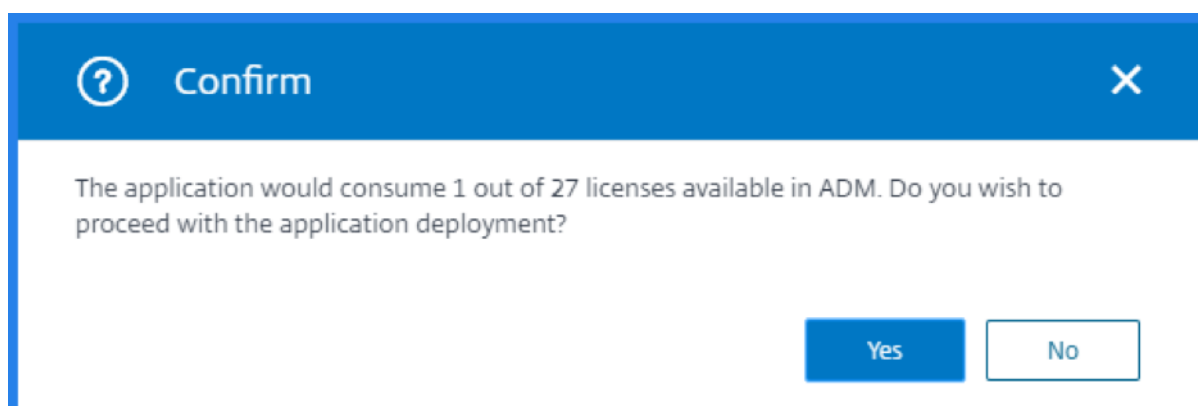 Confirm
The application would consume 1 out of 27 licenses available in ADM. Do you wish to
proceed with the application deployment?
Yes No